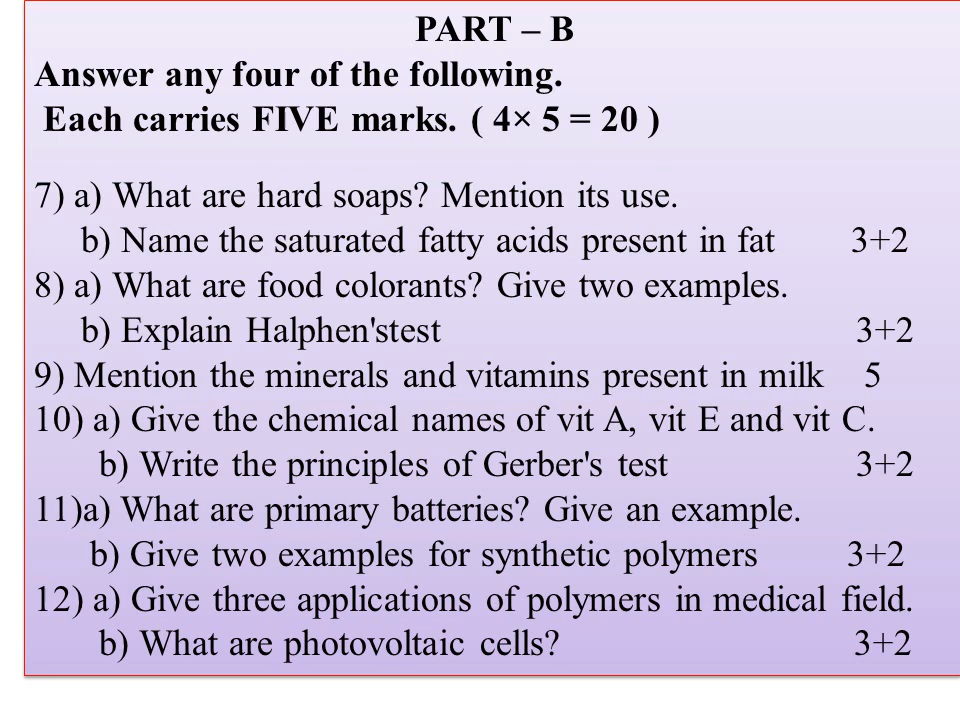 PART – B
Answer any four of the following.
Each carries FIVE marks. ( 4× 5 = 20 )
7) a) What are hard soaps? Mention its use.
b) Name the saturated fatty acids present in fat 3+2
8) a) What are food colorants? Give two examples.
b) Explain Halphen'stest 3+2
9) Mention the minerals and vitamins present in milk 5
10) a) Give the chemical names of vit A, vit E and vit C.
b) Write the principles of Gerber's test 3+2
11)a) What are primary batteries? Give an example.
b) Give two examples for synthetic polymers 3+2
12) a) Give three applications of polymers in medical field.
b) What are photovoltaic cells? 3+2